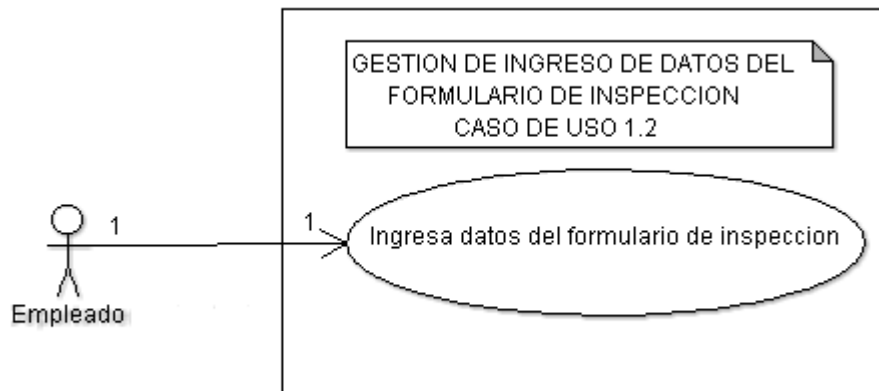 GESTION DE INGRESO DE DATOS DEL
FORMULARIO DE INSPECCION
CASO DE USO 1.2
1
1
Ingresa datos del formulario de inspeccion
Empleado